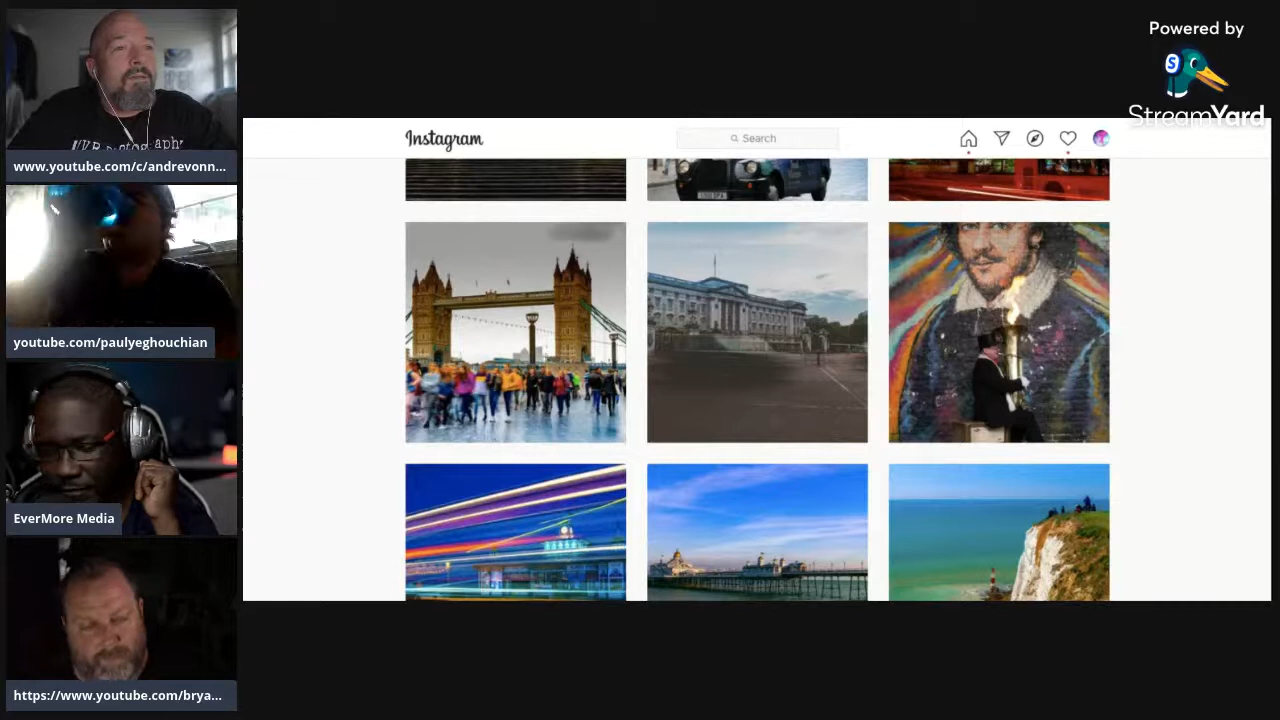 Powered by
StreamYard
www.youtube.com/c/andrevonn...
youtube.com/paulyeghouchian
EverMore Media
https://www.youtube.com/brya...
Instagram
Search